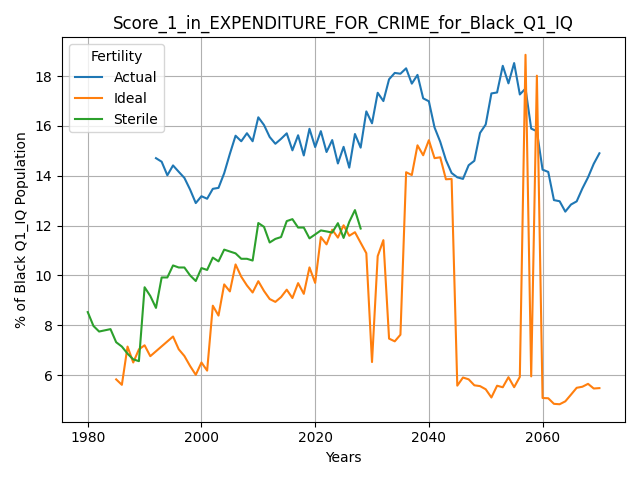 Score_1_in_EXPENDITURE_FOR_CRIME_for_Black_Q1_IQ
Fertility
Actual
Ideal
Sterile
% of Black Q1_IQ Population
18
16
14
12
10
8
6
1980
2000
2020
2040
2060
Years